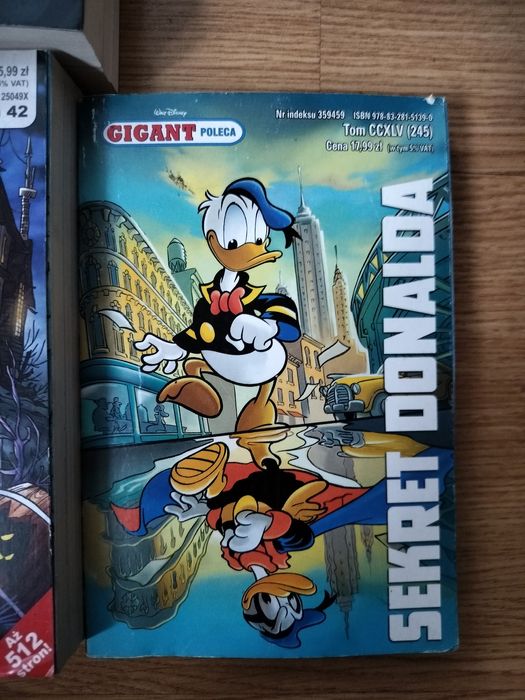 5,99 zł
5% VAT)
25049X
42
Walt Disney
GIGANT POLECA
Nr indeksu 359459 ISBN 978-83-281-5139-0
Tom CCXLV (245)
Cena 17,99 zł (w tym 5% VAT)
SEKRET DONALDA
Aż
512
stron!